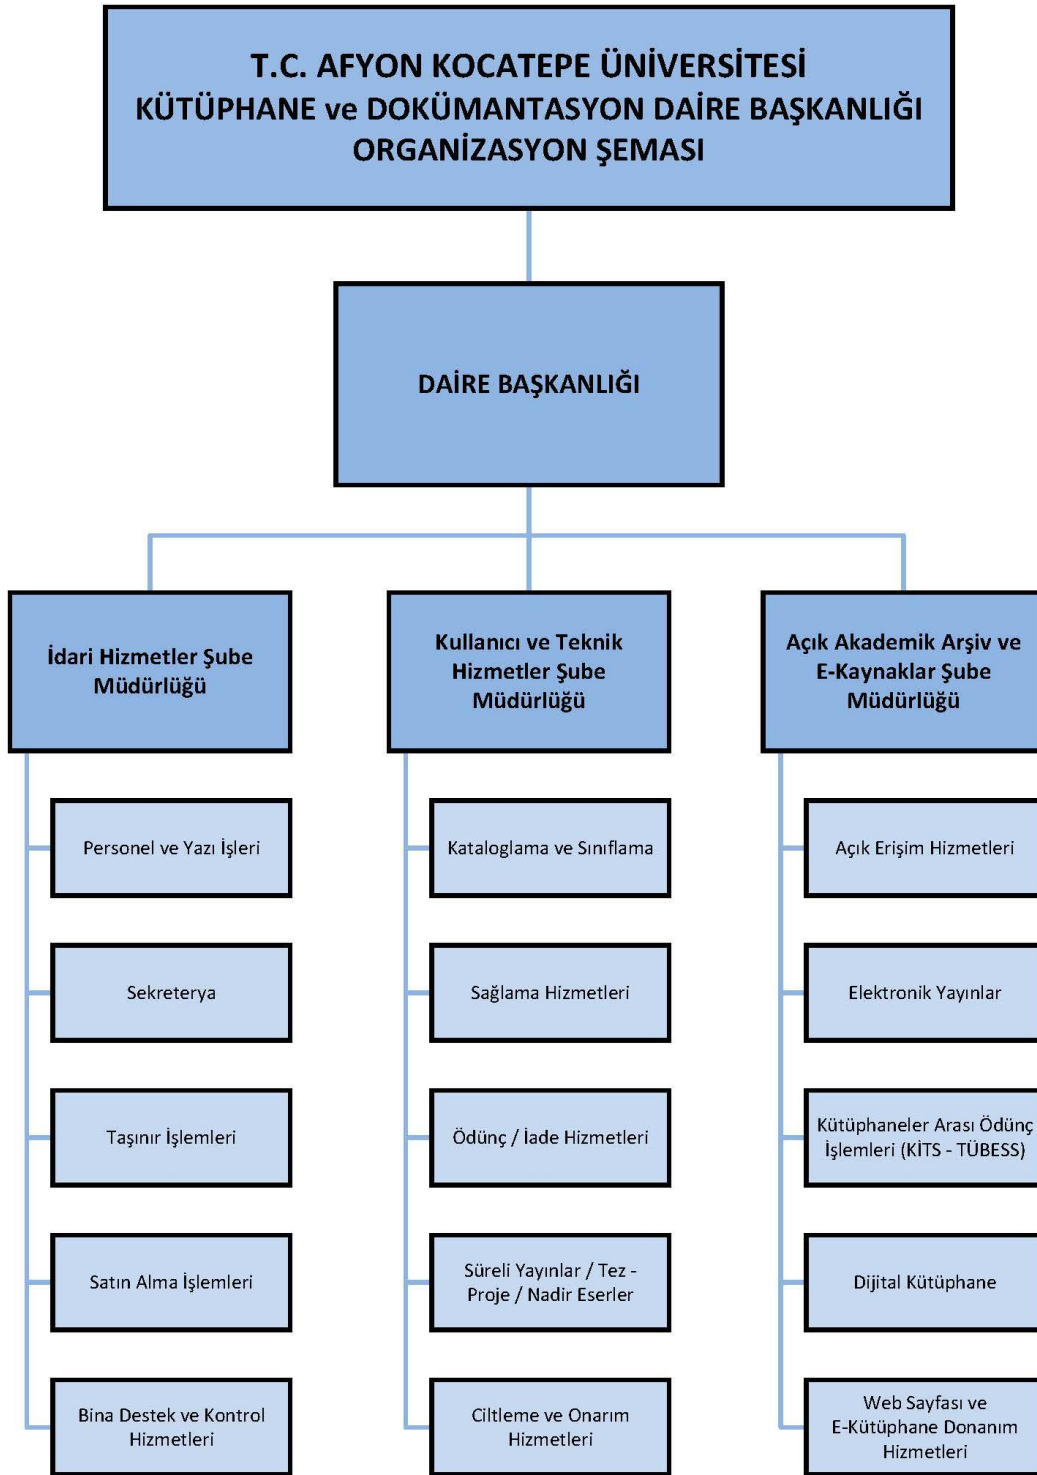 T.C. AFYON KOCATEPE ÜNİVERSİTESİ
KÜTÜPHANE ve DOKÜMANTASYON DAİRE BAŞKANLIĞI
ORGANİZASYON ŞEMASI
DAİRE BAŞKANLIĞI
İdari Hizmetler Şube
Müdürlüğü
Personel ve Yazı İşleri
Sekreterya
Taşınır İşlemleri
Satın Alma İşlemleri
Bina Destek ve Kontrol
Hizmetleri
Kullanıcı ve Teknik
Hizmetler Şube
Müdürlüğü
Kataloglama ve Sınıflama
Sağlama Hizmetleri
Ödünç / İade Hizmetleri
Süreli Yayınlar / Tez -
Proje / Nadir Eserler
Ciltleme ve Onarım
Hizmetleri
Açık Akademik Arşiv ve
E-Kaynaklar Şube
Müdürlüğü
Açık Erişim Hizmetleri
Elektronik Yayınlar
Kütüphaneler Arası Ödünç
İşlemleri (KİTS - TÜBESS)
Dijital Kütüphane
Web Sayfası ve
E-Kütüphane Donanım
Hizmetleri